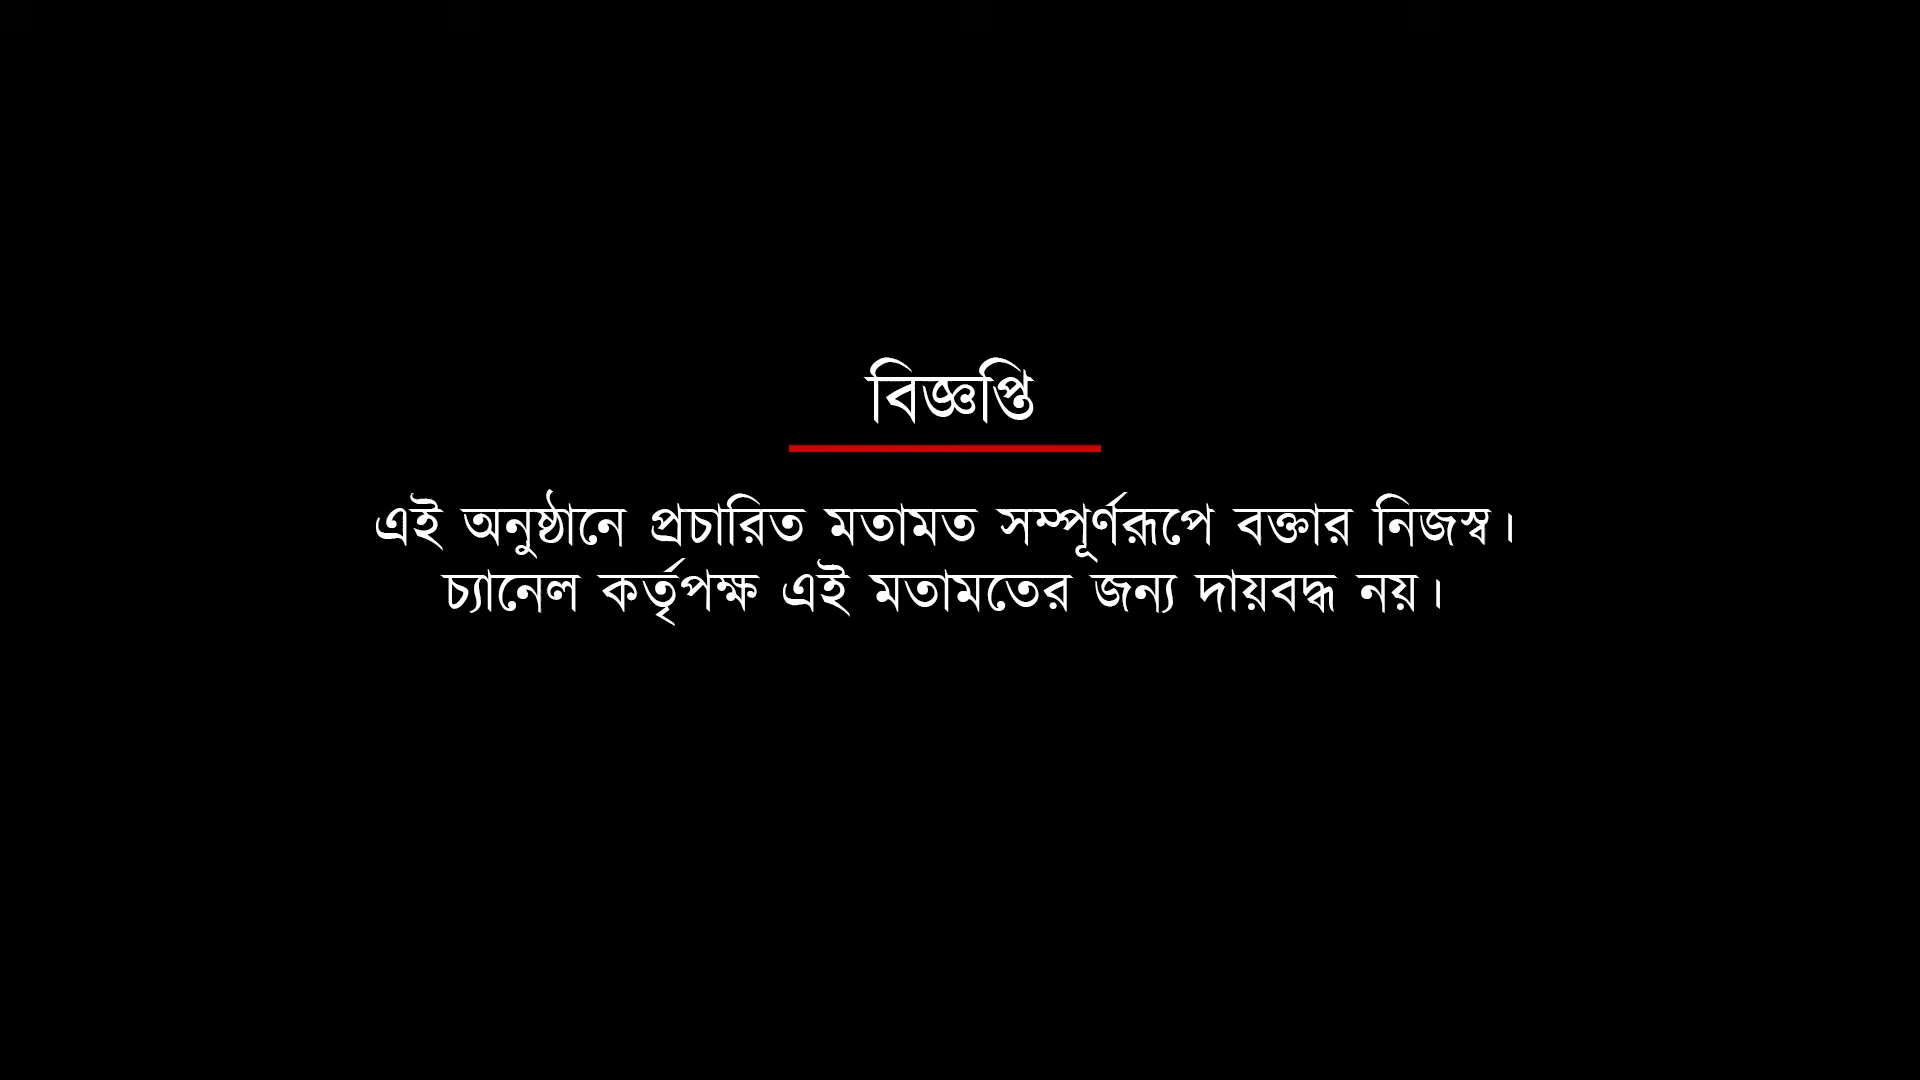 বিজ্ঞপ্তি
এই অনুষ্ঠানে প্রচারিত মতামত সম্পূর্ণরূপে বক্তার নিজস্ব।
চ্যানেল কর্তৃপক্ষ এই মতামতের জন্য দায়বদ্ধ নয়।